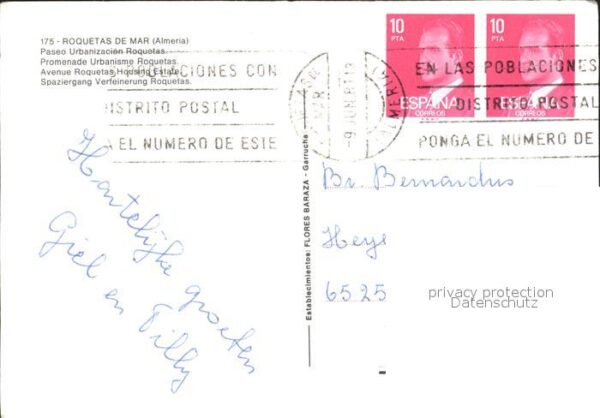 175 - ROQUETAS DE MAR (Almeria)
Paseo Urbanización Roquetas.
Promenade Urbanisme Roquetas.
Avenue Roquetas Housing Estate.
Spaziergang Verfeinerung Roquetas.
POBLACIONES CON
DISTRITO POSTAL
EL NUMERO DE ESTE
10
PTA
ESPAÑA
CORREOS
10
PTA
ESPAÑA
CORREOS
EN LAS POBLACIONES
DISTRITO POSTAL
PONGA EL NUMERO DE
Hartelijke groeten
Giel en Tilly
Establecimientos: FLORES BARAZA - Garrucha
Br. Bernardus
Heys
6525
privacy protection
Datenschutz